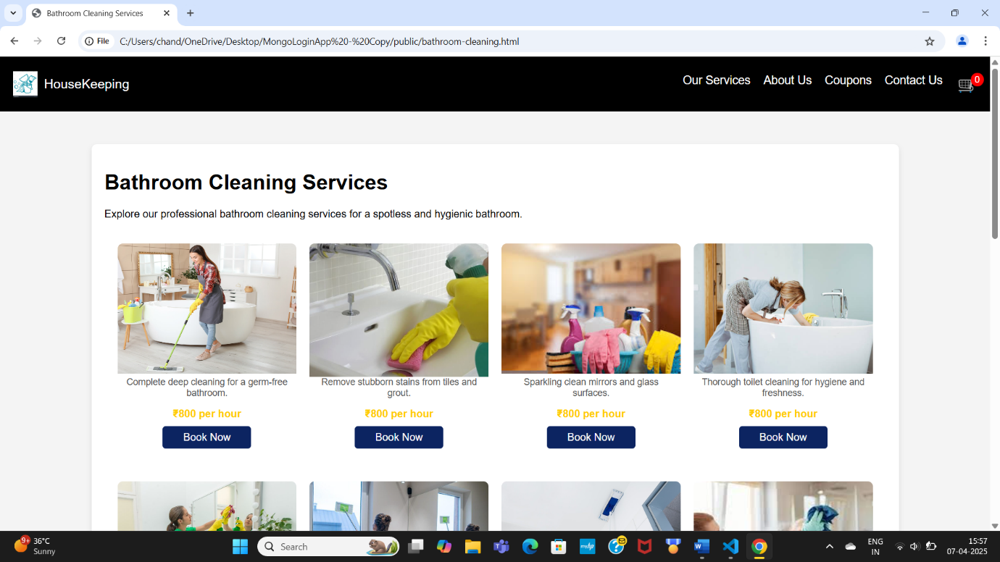 Bathroom Cleaning Services
File C:/Users/chand/OneDrive/Desktop/MongoLoginApp%20-%20Copy/public/bathroom-cleaning.html
HouseKeeping
Our Services About Us Coupons Contact Us 0
Bathroom Cleaning Services
Explore our professional bathroom cleaning services for a spotless and hygienic bathroom.
Complete deep cleaning for a germ-free
bathroom.
₹800 per hour
Book Now
Remove stubborn stains from tiles and
grout.
₹800 per hour
Book Now
Sparkling clean mirrors and glass
surfaces.
₹800 per hour
Book Now
Thorough toilet cleaning for hygiene and
freshness.
₹800 per hour
Book Now
9+ 36°C
Sunny
Search
myhp
W
ENG
IN
15:57
07-04-2025